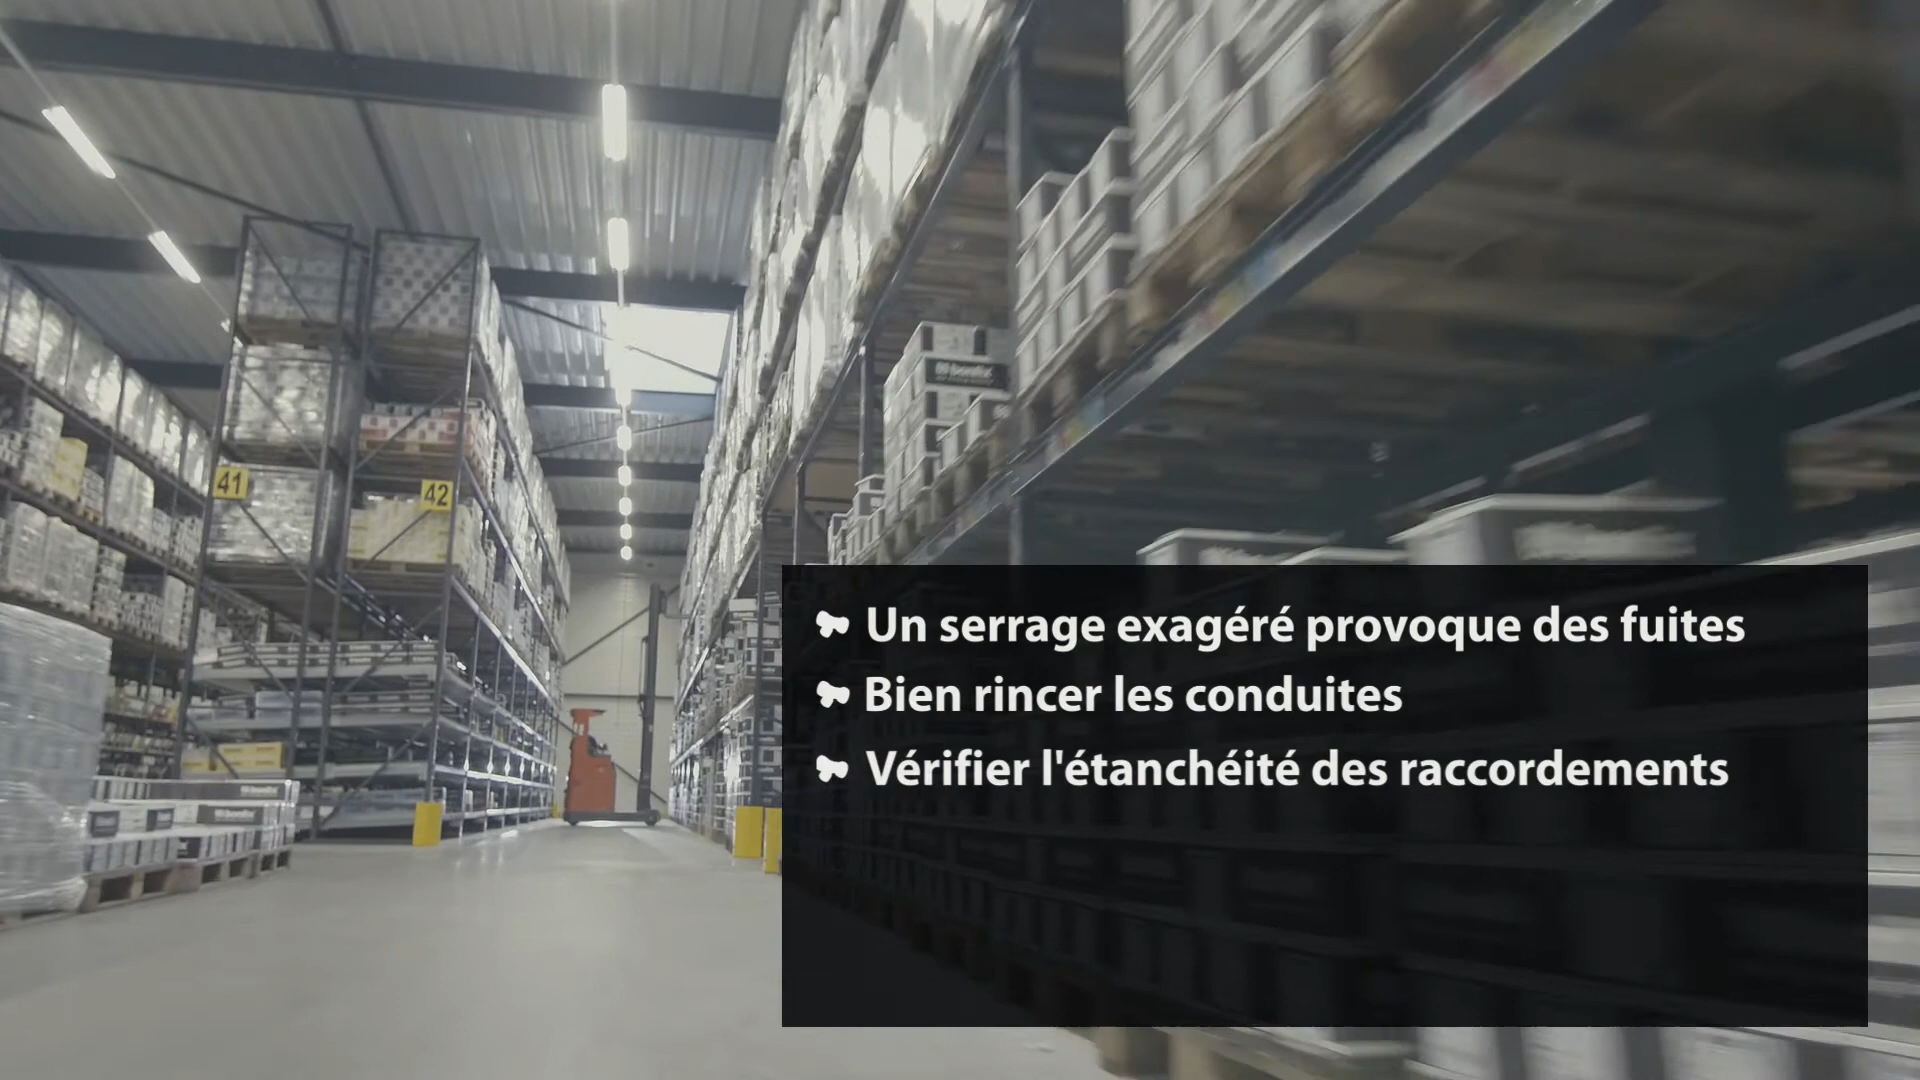 41
42
Un serrage exagéré provoque des fuites
Bien rincer les conduites
Vérifier l'étanchéité des raccordements